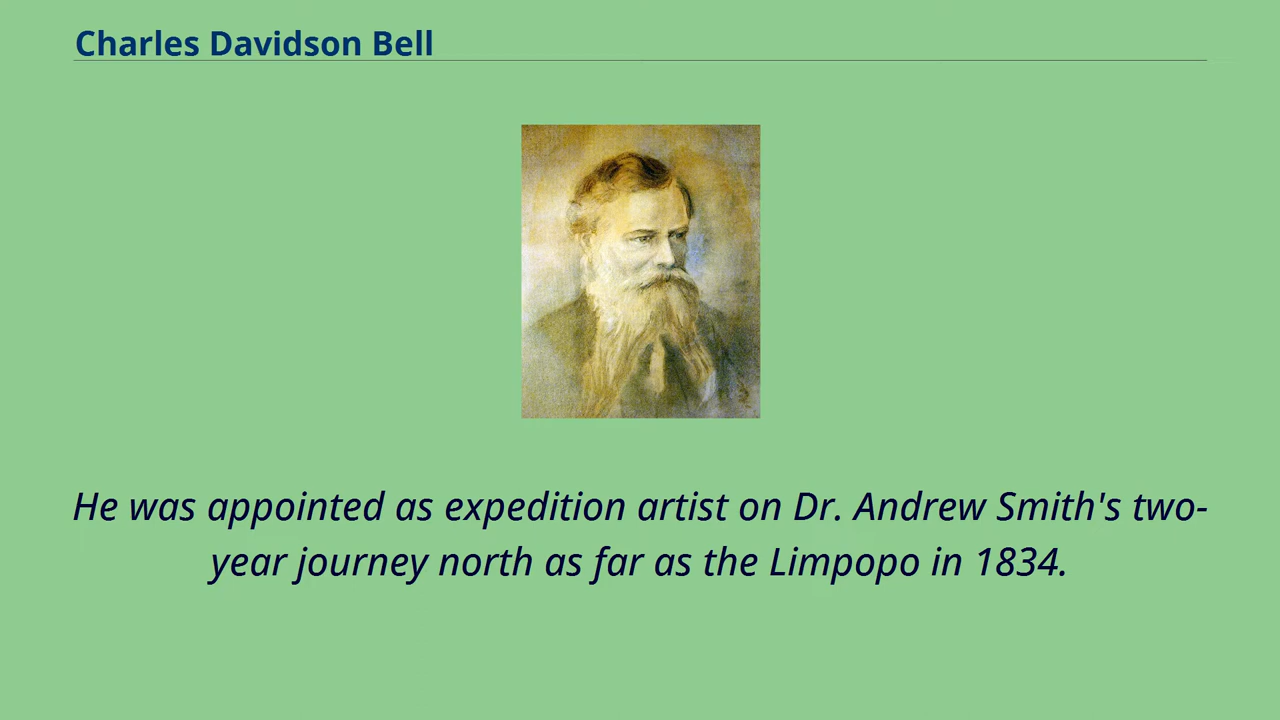 Charles Davidson Bell
He was appointed as expedition artist on Dr. Andrew Smith's two-
year journey north as far as the Limpopo in 1834.